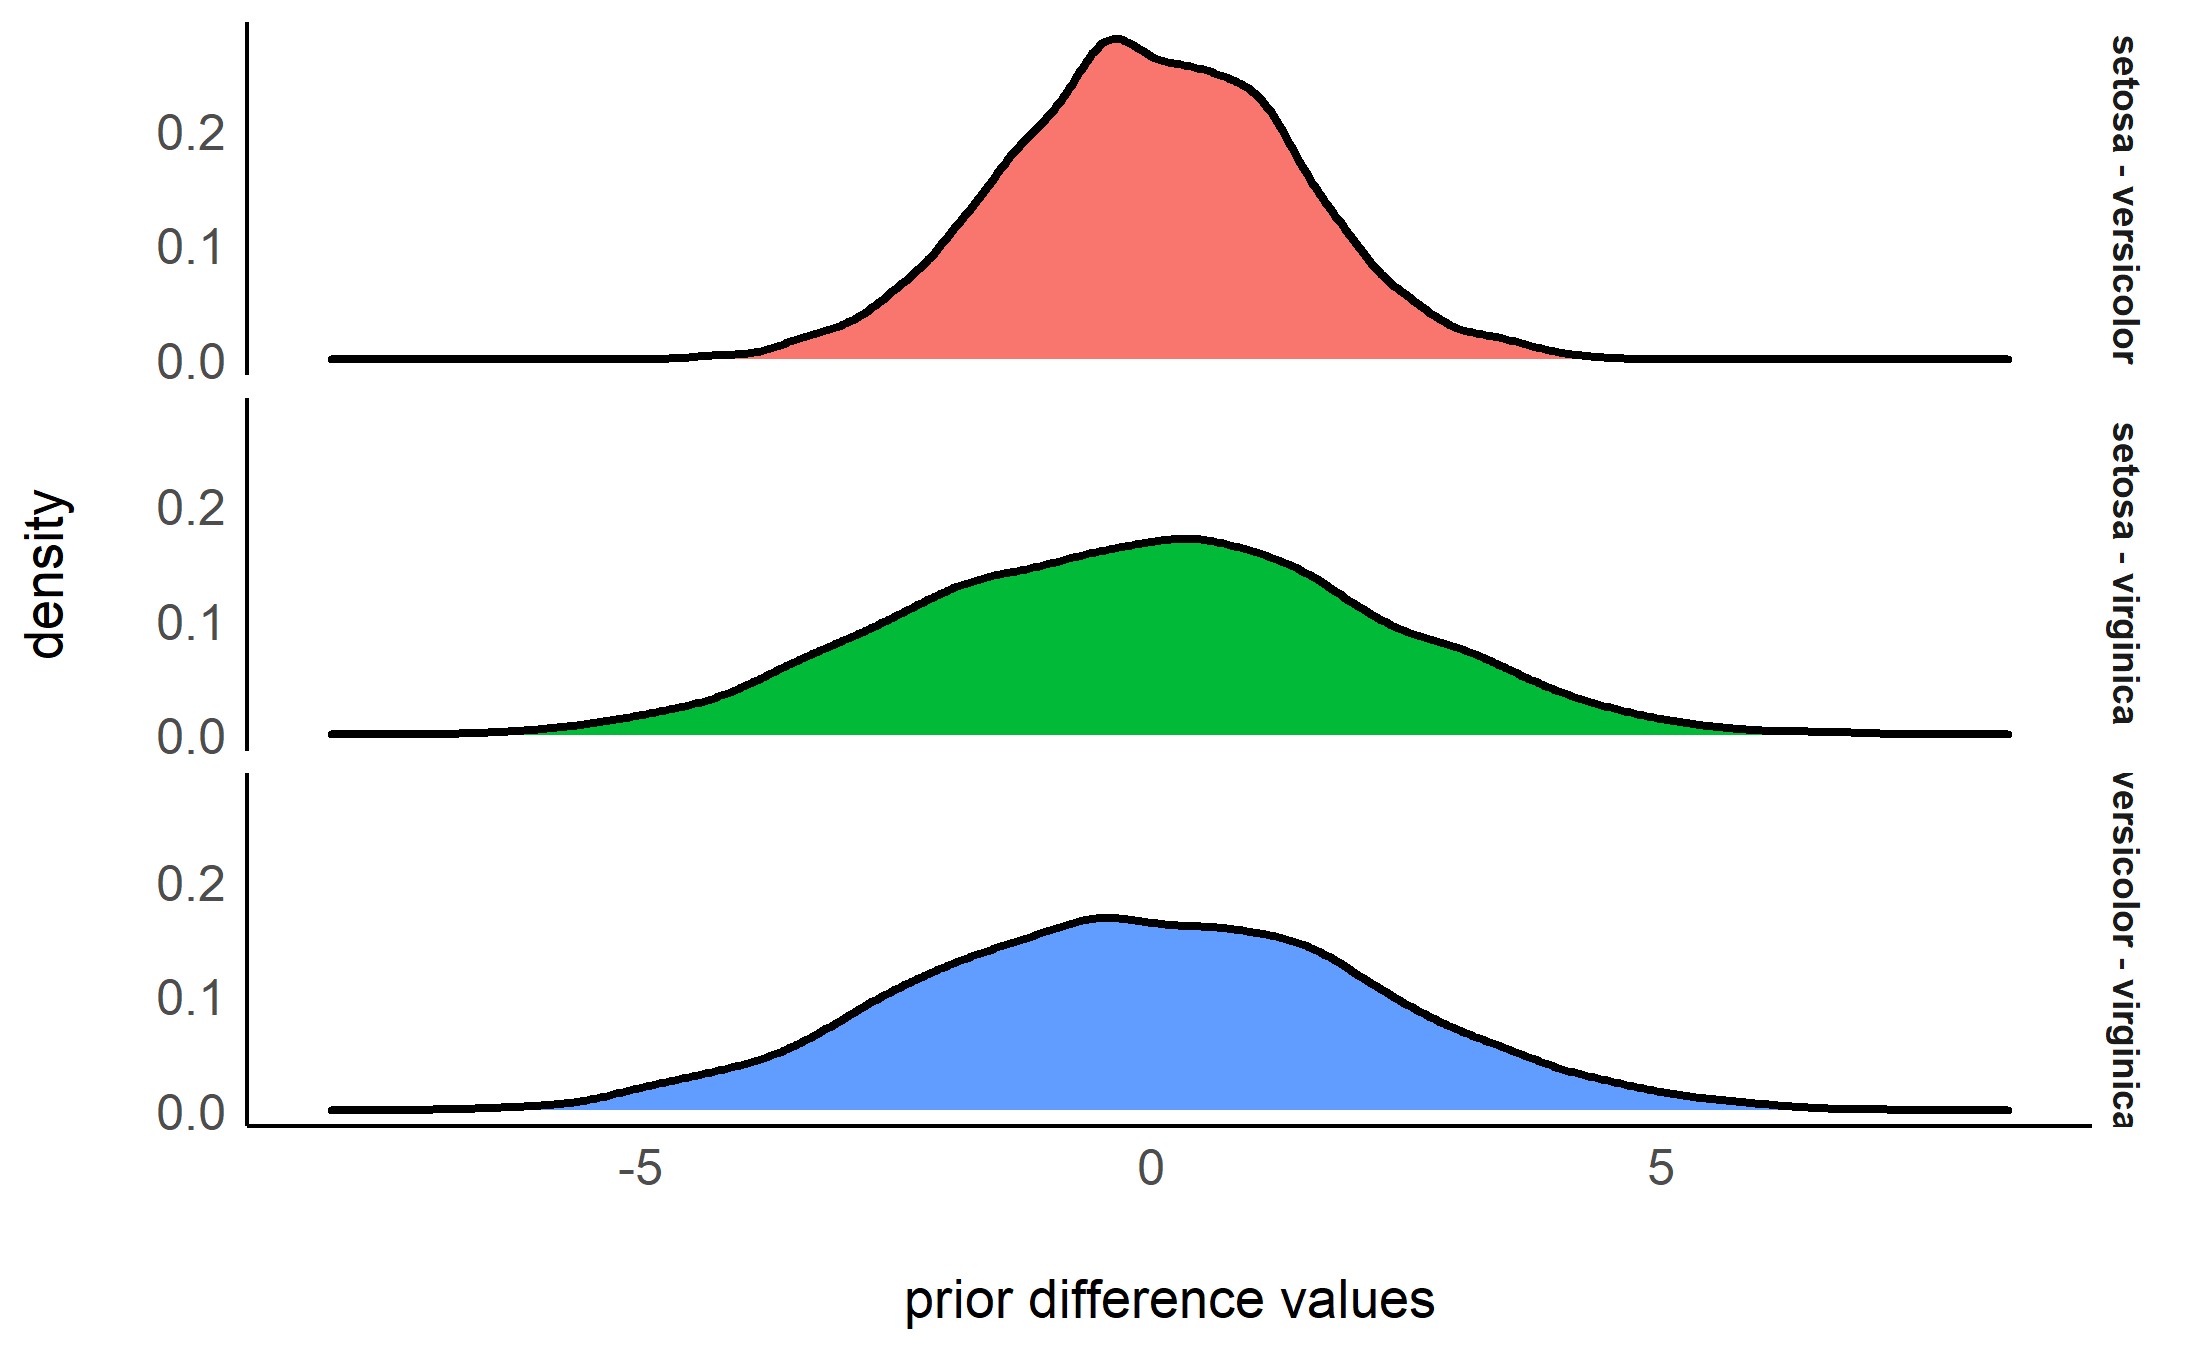 setosa - versicolor
0.2
0.1
0.0
setosa - virginica
0.2
0.1
0.0
versicolor - virginica
0.2
0.1
0.0
density
-5 0 5
prior difference values